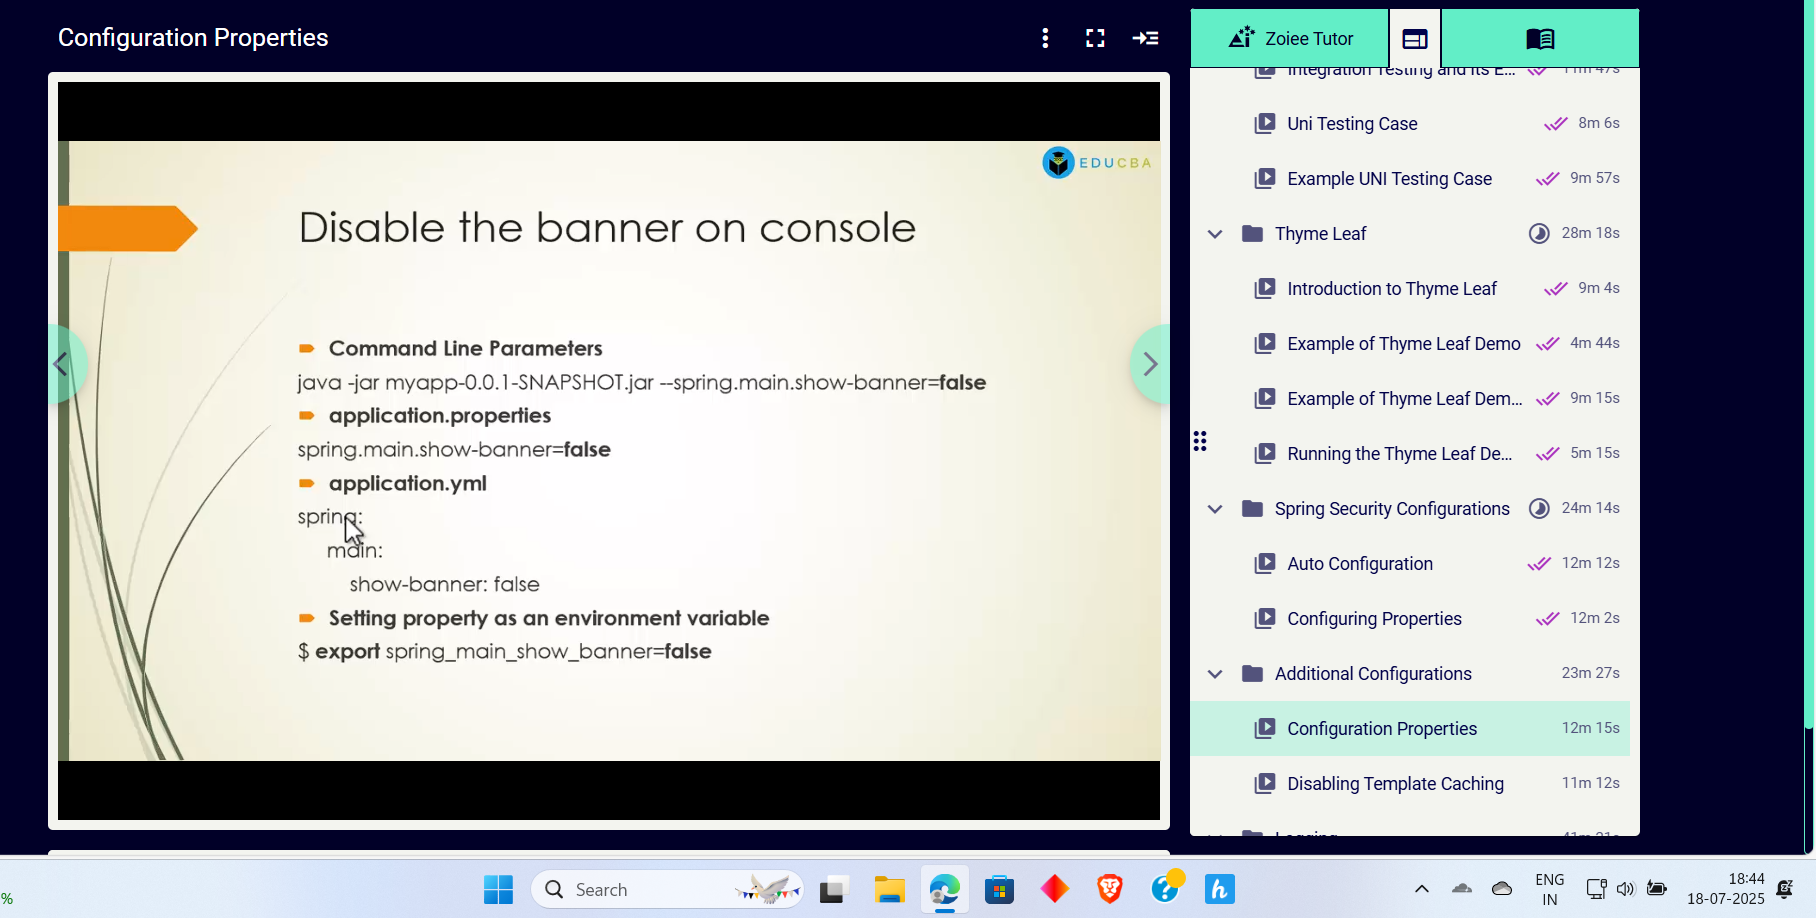 Configuration Properties
EDUCBA
Disable the banner on console
Command Line Parameters
java -jar myapp-0.0.1-SNAPSHOT.jar --spring.main.show-banner=false
application.properties
spring.main.show-banner=false
application.yml
spring:
main:
show-banner: false
Setting property as an environment variable
$ export spring_main_show_banner=false
Zoiee Tutor
Integration Testing and Its E... 11m 47s
Uni Testing Case 8m 6s
Example UNI Testing Case 9m 57s
Thyme Leaf 28m 18s
Introduction to Thyme Leaf 9m 4s
Example of Thyme Leaf Demo 4m 44s
Example of Thyme Leaf Dem... 9m 15s
Running the Thyme Leaf De... 5m 15s
Spring Security Configurations 24m 14s
Auto Configuration 12m 12s
Configuring Properties 12m 2s
Additional Configurations 23m 27s
Configuration Properties 12m 15s
Disabling Template Caching 11m 12s
Logging
%
Search
h
ENG
IN
18:44
18-07-2025